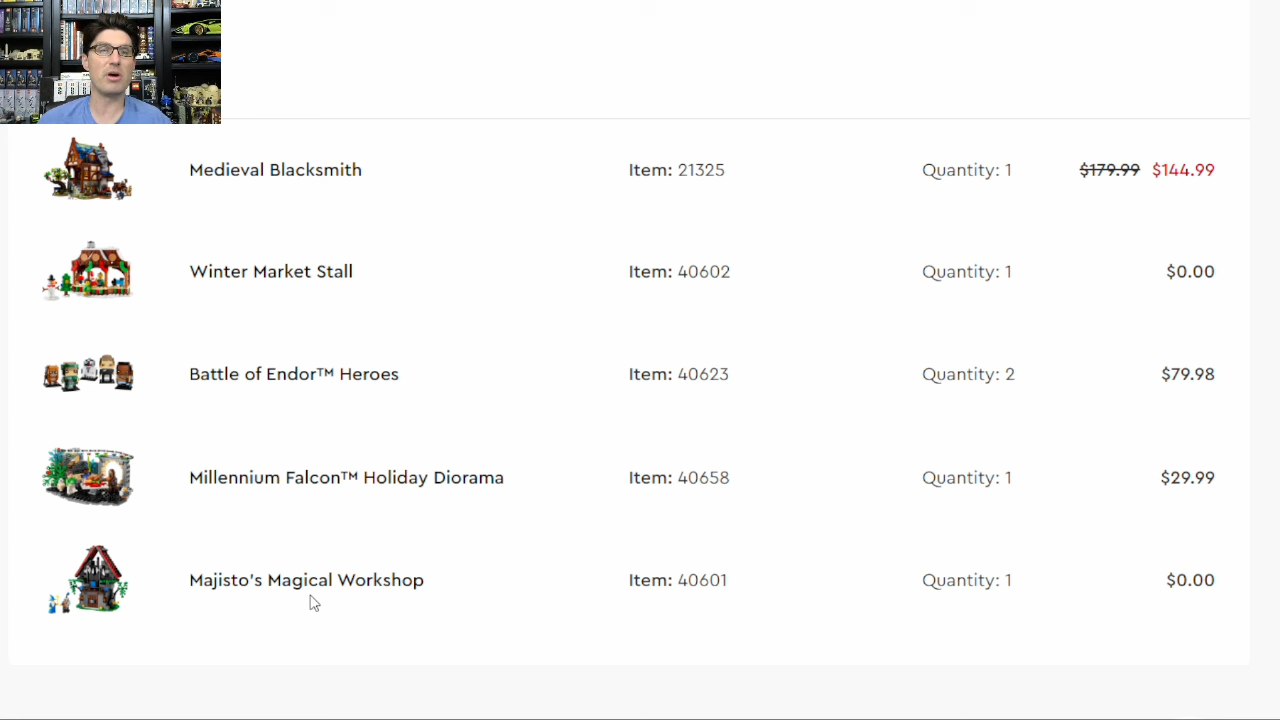 Medieval Blacksmith Item: 21325 Quantity: 1 $179.99 $144.99
Winter Market Stall Item: 40602 Quantity: 1 $0.00
Battle of Endor™ Heroes Item: 40623 Quantity: 2 $79.98
Millennium Falcon™ Holiday Diorama Item: 40658 Quantity: 1 $29.99
Majisto's Magical Workshop Item: 40601 Quantity: 1 $0.00